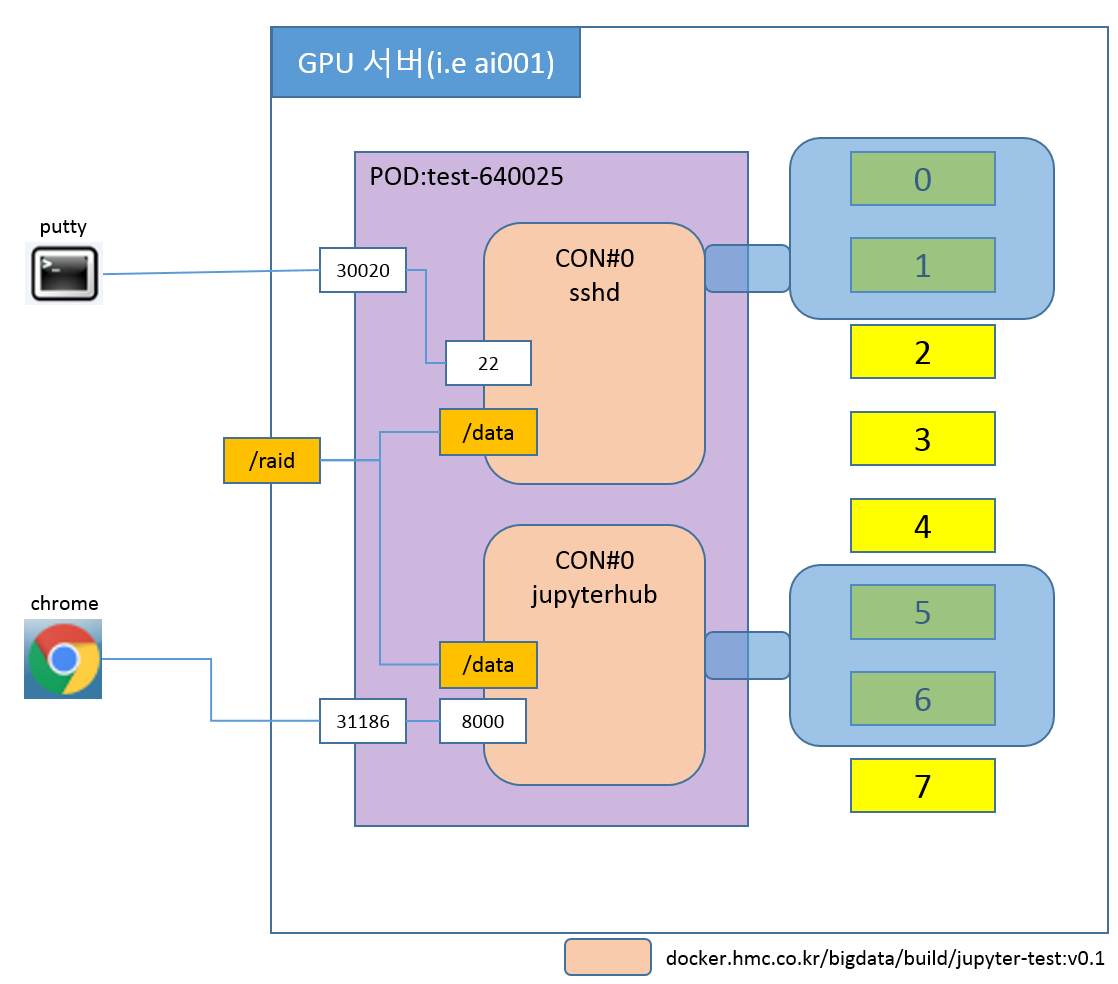 GPU 서버(i.e ai001)
POD:test-640025
putty
>_
30020
CON#0
sshd
22
/data
/raid
0
1
2
3
4
chrome
CON#0
jupyterhub
/data
31186
8000
5
6
7
docker.hmc.co.kr/bigdata/build/jupyter-test:v0.1